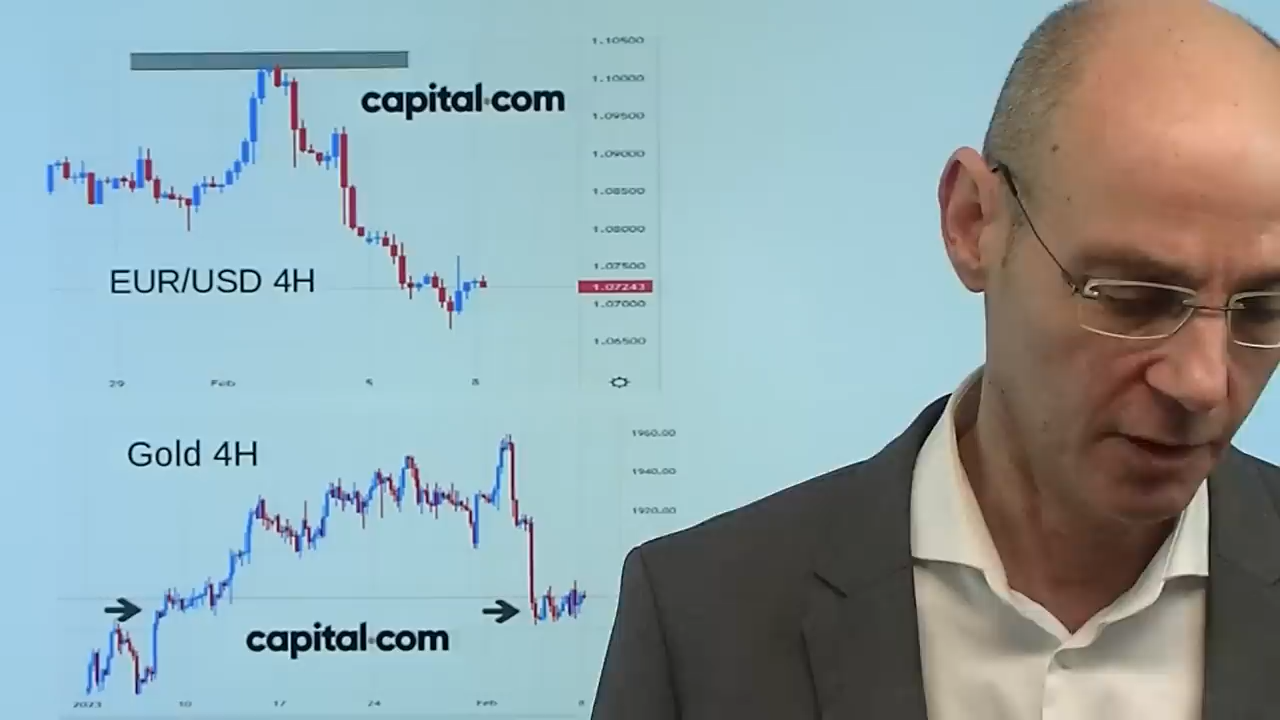 1.10500
1.10000
capital·com
1.09500
1.09000
1.08500
1.08000
EUR/USD 4H
1.07500
1.07243
1.07000
1.06500
29 Feb 5 8
Gold 4H
1960.00
1940.00
1920.00
capital·com
2023 10 17 24 Feb 8